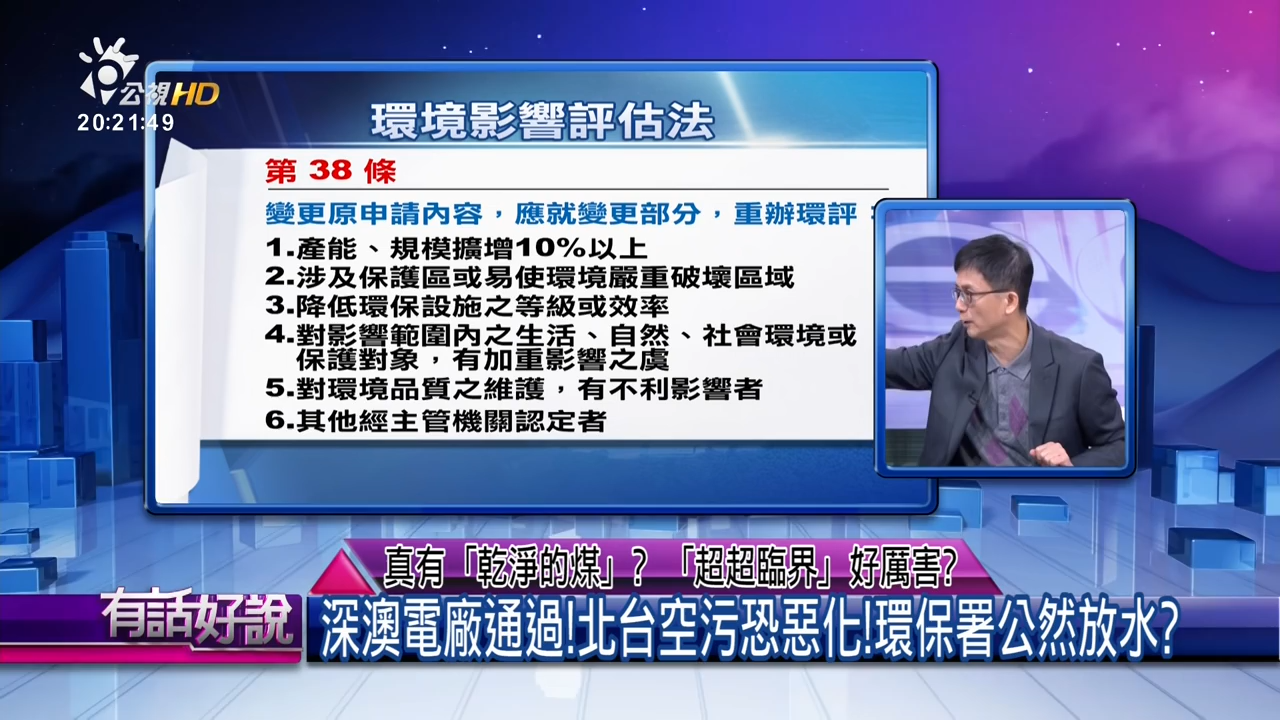 公視HD
20:21:49
環境影響評估法
第 38 條
變更原申請內容，應就變更部分，重辦環評：
1.產能、規模擴增10%以上
2.涉及保護區或易使環境嚴重破壞區域
3.降低環保設施之等級或效率
4.對影響範圍內之生活、自然、社會環境或
保護對象，有加重影響之虞
5.對環境品質之維護，有不利影響者
6.其他經主管機關認定者
真有「乾淨的煤」?「超超臨界」好厲害?
有話好說
深澳電廠通過!北台空污恐惡化!環保署公然放水?